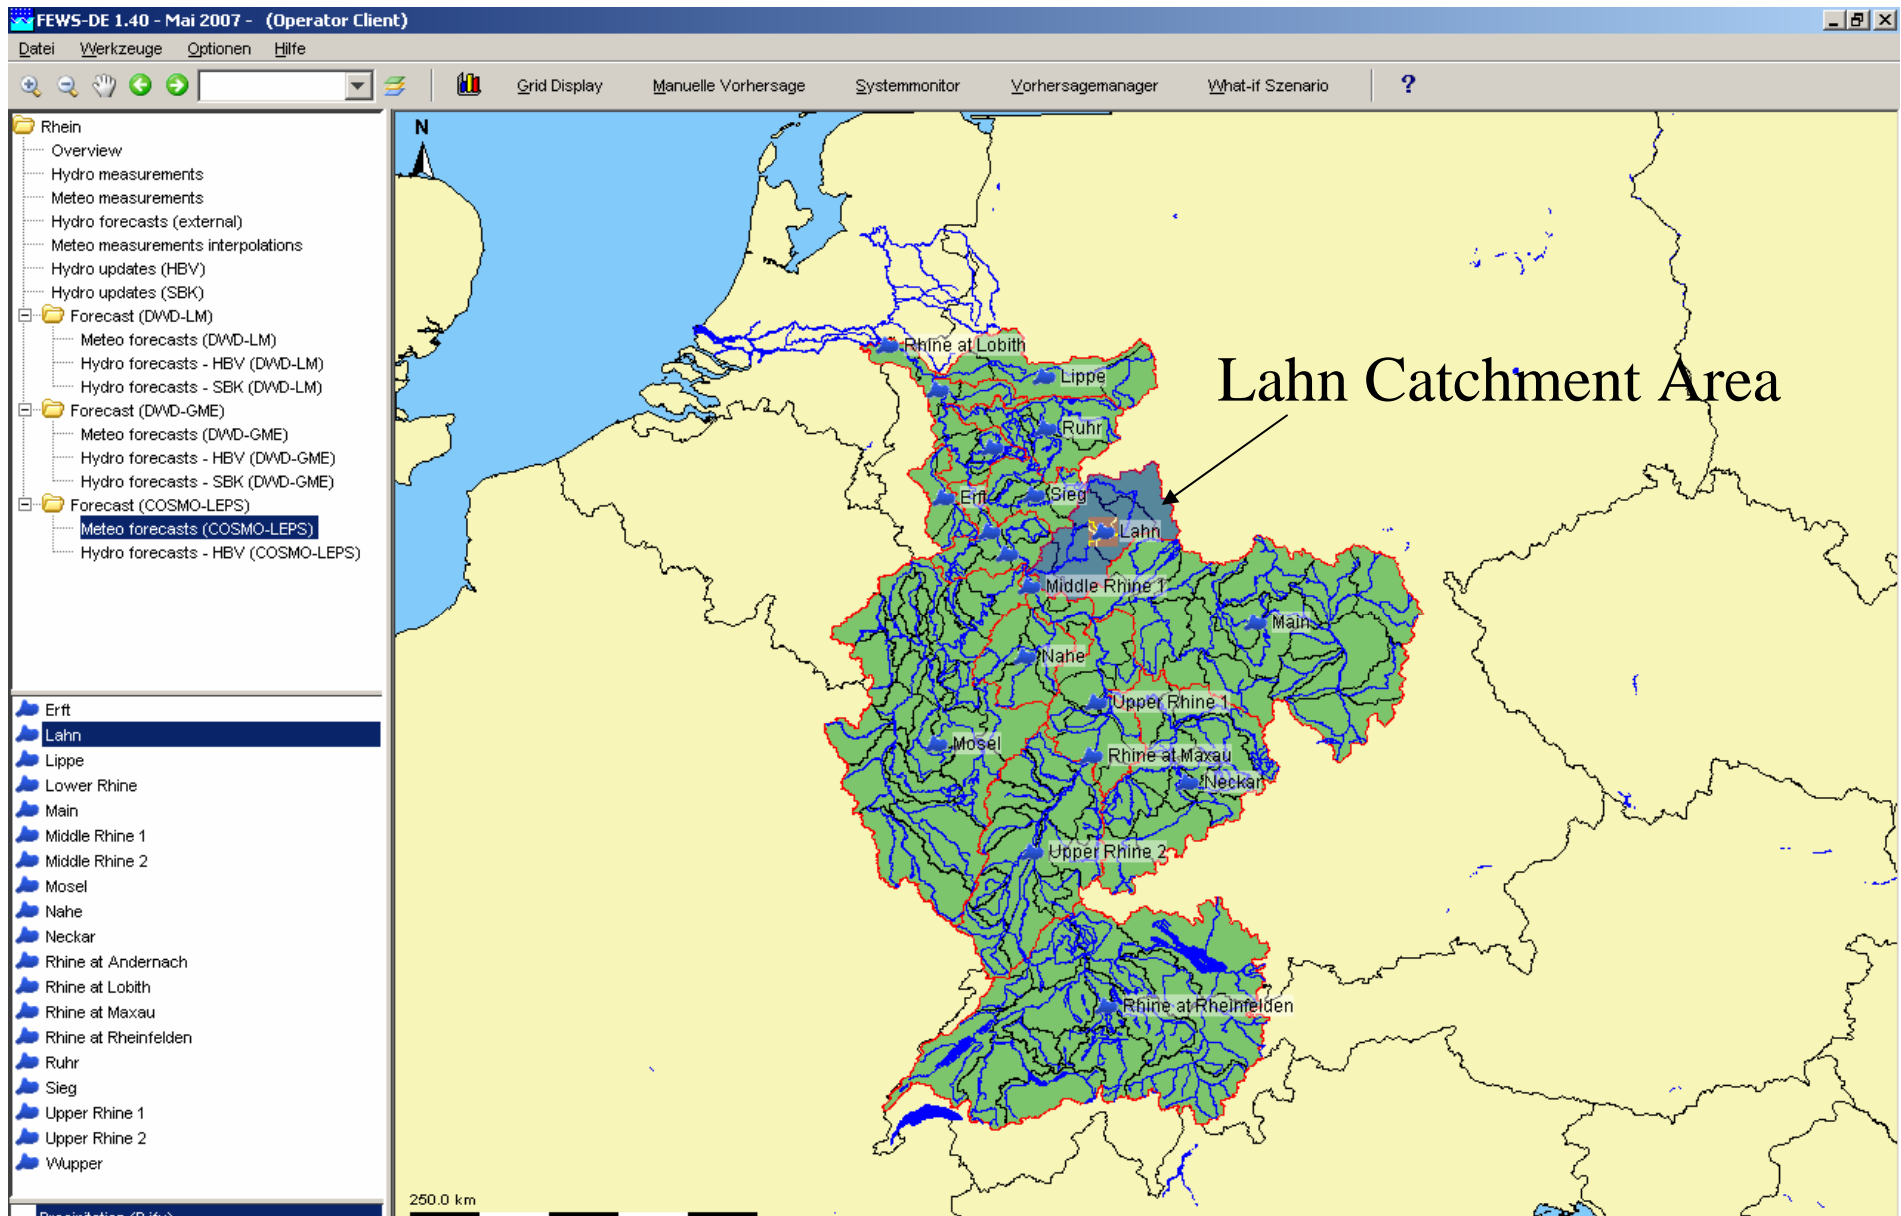 FEWS-DE 1.40 - Mai 2007 - (Operator Client)
Datei Werkzeuge Optionen Hilfe
Grid Display Manuelle Vorhersage Systemmonitor Vorhersagemanager What-if Szenario ?
Rhein
Overview
Hydro measurements
Meteo measurements
Hydro forecasts (external)
Meteo measurements interpolations
Hydro updates (HBV)
Hydro updates (SBK)
Forecast (DWD-LM)
Meteo forecasts (DWD-LM)
Hydro forecasts - HBV (DWD-LM)
Hydro forecasts - SBK (DWD-LM)
Forecast (DWD-GME)
Meteo forecasts (DWD-GME)
Hydro forecasts - HBV (DWD-GME)
Hydro forecasts - SBK (DWD-GME)
Forecast (COSMO-LEPS)
Meteo forecasts (COSMO-LEPS)
Hydro forecasts - HBV (COSMO-LEPS)
Erft
Lahn
Lippe
Lower Rhine
Main
Middle Rhine 1
Middle Rhine 2
Mosel
Nahe
Neckar
Rhine at Andernach
Rhine at Lobith
Rhine at Maxau
Rhine at Rheinfelden
Ruhr
Sieg
Upper Rhine 1
Upper Rhine 2
Wupper
N
Rhine at Lobith
Lippe
Lahn Catchment Area
Ruhr
Erft
Sieg
Lahn
Middle Rhine 1
Main
Nahe
Upper Rhine 1
Mosel
Rhine at Maxau
Neckar
Upper Rhine 2
Rhine at Rheinfelden
250.0 km